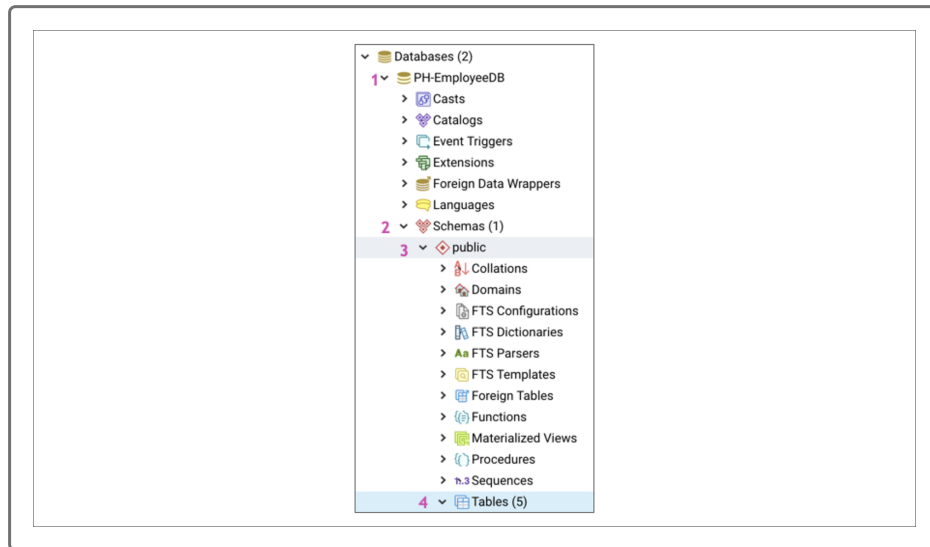 Databases (2)
1 PH-EmployeeDB
Casts
Catalogs
Event Triggers
Extensions
Foreign Data Wrappers
Languages
2 Schemas (1)
3 public
Collations
Domains
FTS Configurations
FTS Dictionaries
Aa FTS Parsers
FTS Templates
Foreign Tables
Functions
Materialized Views
Procedures
1..3 Sequences
4 Tables (5)